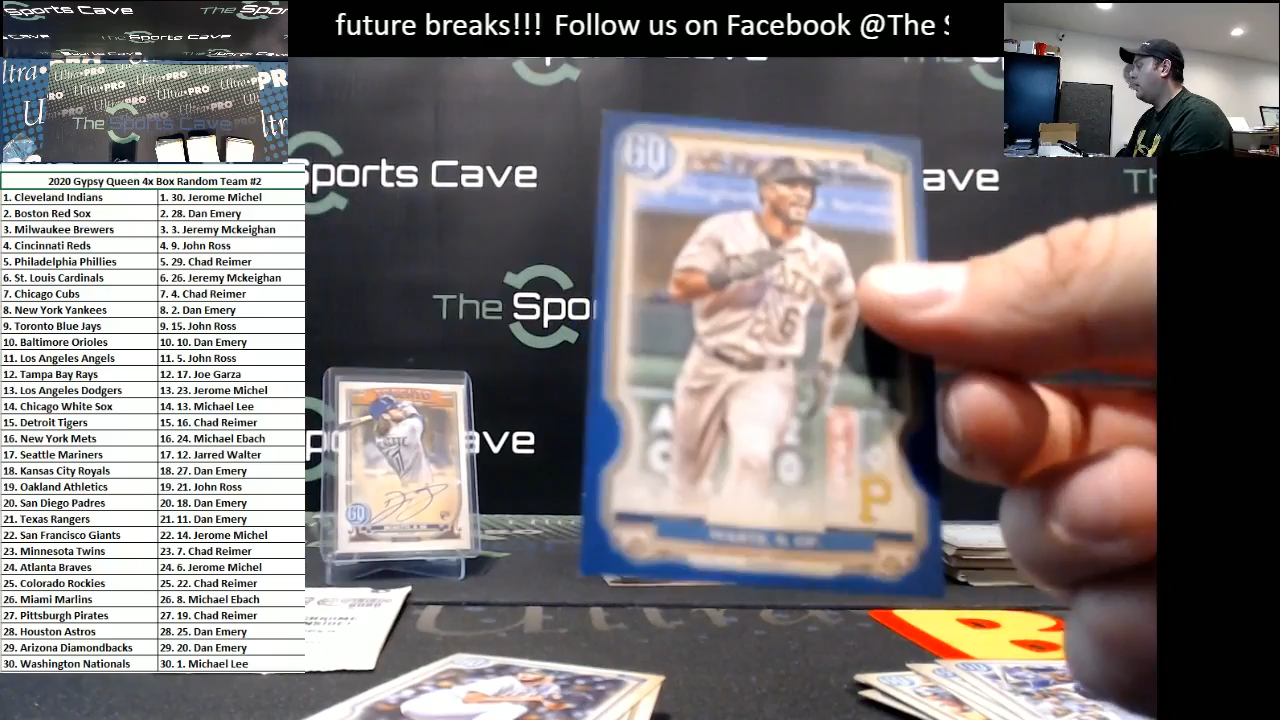 future breaks!!! Follow us on Facebook @The S
2020 Gypsy Queen 4x Box Random Team #2
1. Cleveland Indians 1. 30. Jerome Michel
2. Boston Red Sox 2. 28. Dan Emery
3. Milwaukee Brewers 3. 3. Jeremy Mckeighan
4. Cincinnati Reds 4. 9. John Ross
5. Philadelphia Phillies 5. 29. Chad Reimer
6. St. Louis Cardinals 6. 26. Jeremy Mckeighan
7. Chicago Cubs 7. 4. Chad Reimer
8. New York Yankees 8. 2. Dan Emery
9. Toronto Blue Jays 9. 15. John Ross
10. Baltimore Orioles 10. 10. Dan Emery
11. Los Angeles Angels 11. 5. John Ross
12. Tampa Bay Rays 12. 17. Joe Garza
13. Los Angeles Dodgers 13. 23. Jerome Michel
14. Chicago White Sox 14. 13. Michael Lee
15. Detroit Tigers 15. 16. Chad Reimer
16. New York Mets 16. 24. Michael Ebach
17. Seattle Mariners 17. 12. Jarred Walter
18. Kansas City Royals 18. 27. Dan Emery
19. Oakland Athletics 19. 21. John Ross
20. San Diego Padres 20. 18. Dan Emery
21. Texas Rangers 21. 11. Dan Emery
22. San Francisco Giants 22. 14. Jerome Michel
23. Minnesota Twins 23. 7. Chad Reimer
24. Atlanta Braves 24. 6. Jerome Michel
25. Colorado Rockies 25. 22. Chad Reimer
26. Miami Marlins 26. 8. Michael Ebach
27. Pittsburgh Pirates 27. 19. Chad Reimer
28. Houston Astros 28. 25. Dan Emery
29. Arizona Diamondbacks 29. 20. Dan Emery
30. Washington Nationals 30. 1. Michael Lee
The Sports Cave
Ultra PRO
Sports Cave
ave
The Spo
ave
GQ
6
P
GQ